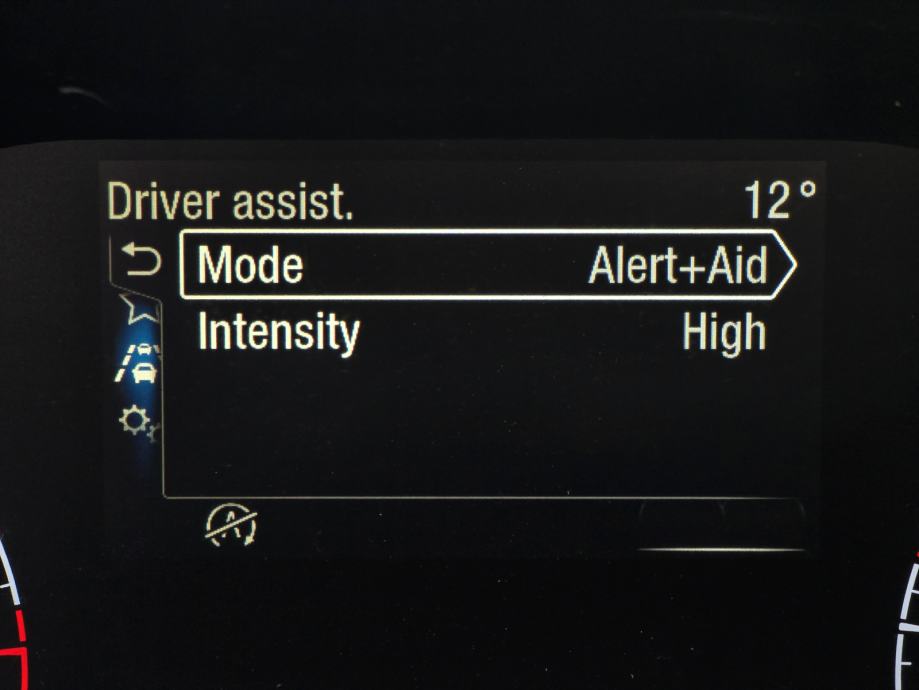 Driver assist. 12°
Mode Alert+Aid
Intensity High